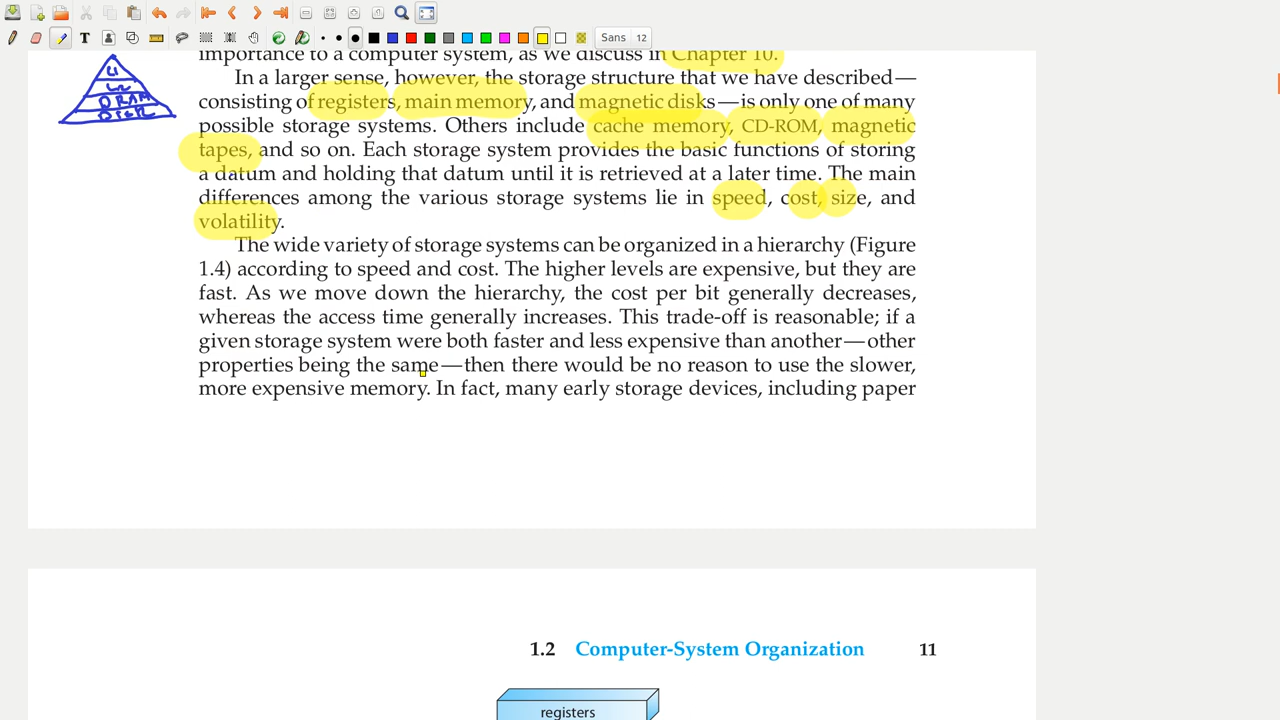 Sans 12
importance to a computer system, as we discuss in Chapter 10.
In a larger sense, however, the storage structure that we have described—
consisting of registers, main memory, and magnetic disks—is only one of many
possible storage systems. Others include cache memory, CD-ROM, magnetic
tapes, and so on. Each storage system provides the basic functions of storing
a datum and holding that datum until it is retrieved at a later time. The main
differences among the various storage systems lie in speed, cost, size, and
volatility.
The wide variety of storage systems can be organized in a hierarchy (Figure
1.4) according to speed and cost. The higher levels are expensive, but they are
fast. As we move down the hierarchy, the cost per bit generally decreases,
whereas the access time generally increases. This trade-off is reasonable; if a
given storage system were both faster and less expensive than another—other
properties being the same—then there would be no reason to use the slower,
more expensive memory. In fact, many early storage devices, including paper
L1
L2
DRAM
1.2 Computer-System Organization 11
registers